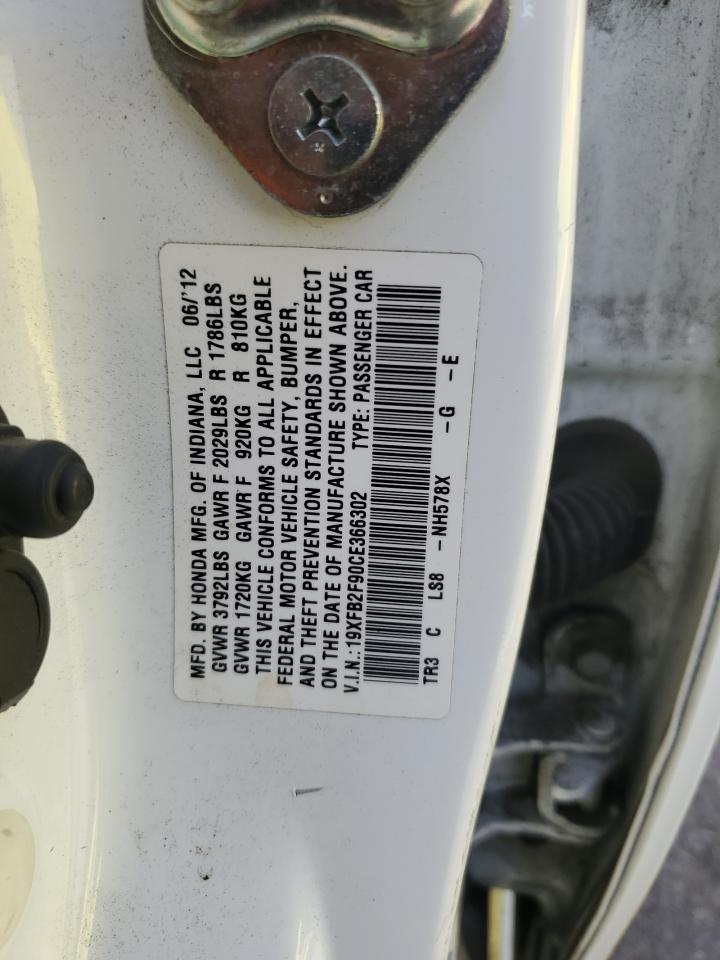 MFD. BY HONDA MFG. OF INDIANA, LLC 06/'12
GVWR 3792LBS GAWR F 2029LBS R 1786LBS
GVWR 1720KG GAWR F 920KG R 810KG
THIS VEHICLE CONFORMS TO ALL APPLICABLE
FEDERAL MOTOR VEHICLE SAFETY, BUMPER,
AND THEFT PREVENTION STANDARDS IN EFFECT
ON THE DATE OF MANUFACTURE SHOWN ABOVE.
V.I.N.:19XFB2F90CE366302 TYPE: PASSENGER CAR
TR3 C LS8 -NH578X -G -E